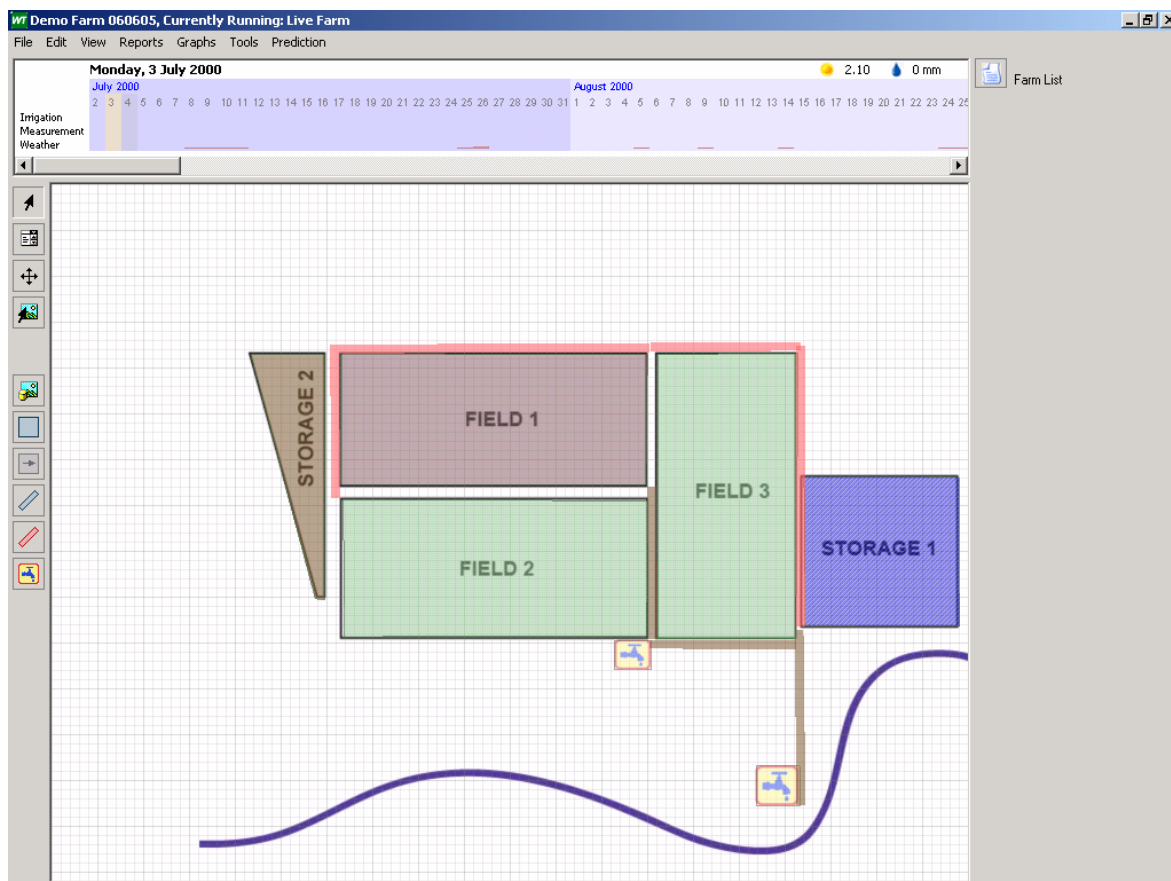 WT Demo Farm 060605, Currently Running: Live Farm
File Edit View Reports Graphs Tools Prediction
Monday, 3 July 2000 2.10 0 mm
July 2000 August 2000
2 3 4 5 6 7 8 9 10 11 12 13 14 15 16 17 18 19 20 21 22 23 24 25 26 27 28 29 30 31 1 2 3 4 5 6 7 8 9 10 11 12 13 14 15 16 17 18 19 20 21 22 23 24 25
Irrigation
Measurement
Weather
Farm List
STORAGE 2
FIELD 1
FIELD 3
STORAGE 1
FIELD 2